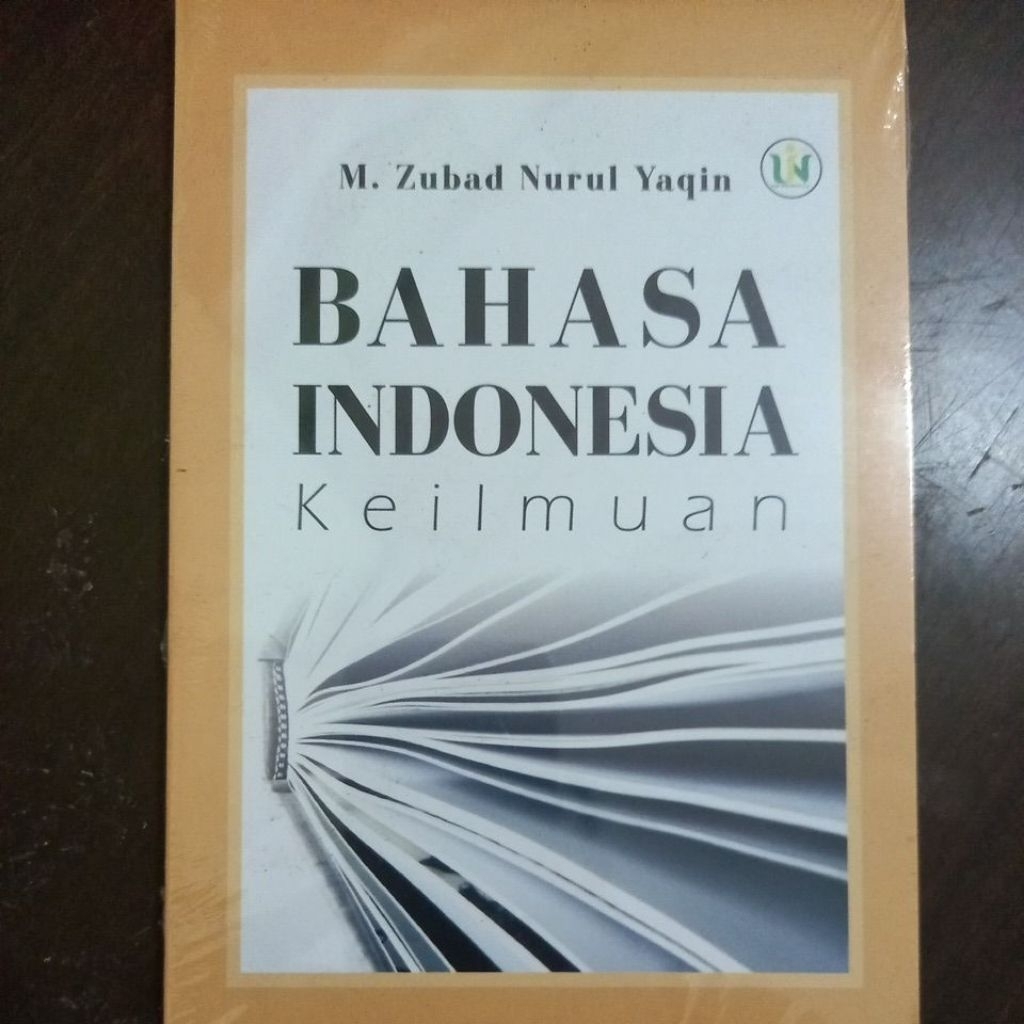 M. Zubad Nurul Yaqin
BAHASA
INDONESIA
Keilmuan